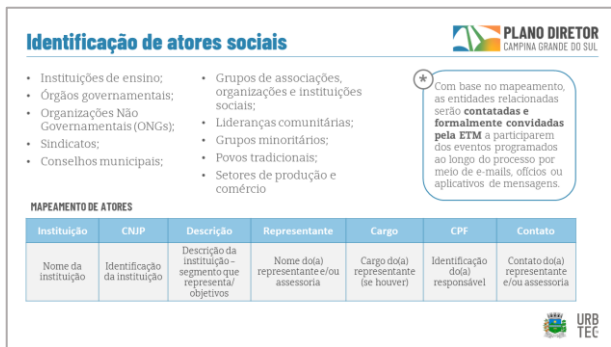 Identificação de atores sociais
PLANO DIRETOR
CAMPINA GRANDE DO SUL
• Instituições de ensino;
• Órgãos governamentais;
• Organizações Não
Governamentais (ONGs);
• Sindicatos;
• Conselhos municipais;
• Grupos de associações,
organizações e instituições
sociais;
• Lideranças comunitárias;
• Grupos minoritários;
• Povos tradicionais;
• Setores de produção e
comércio
*
Com base no mapeamento,
as entidades relacionadas
serão contatadas e
formalmente convidadas
pela ETM a participarem
dos eventos programados
ao longo do processo por
meio de e-mails, ofícios ou
aplicativos de mensagens.
MAPEAMENTO DE ATORES
Instituição CNJP Descrição Representante Cargo CPF Contato
Nome da
instituição
Identificação
da instituição
Descrição da
instituição –
segmento que
representa/
objetivos
Nome do(a)
representante e/ou
assessoria
Cargo do(a)
representante
(se houver)
Identificação
do(a)
responsável
Contato do(a)
representante
e/ou assessoria
URB
TEC